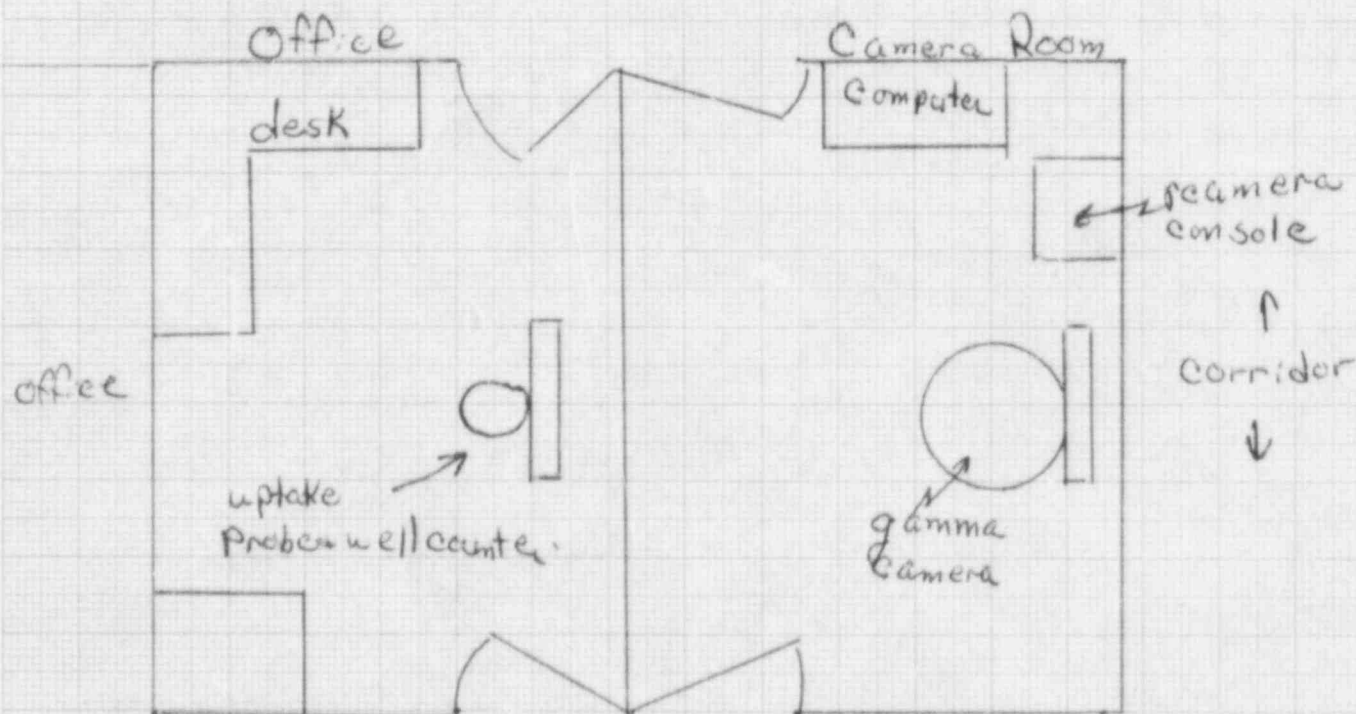 Office
Camera Room
desk
Computer
camera
console
corridor
office
uptake
Probe well counter
gamma
Camera